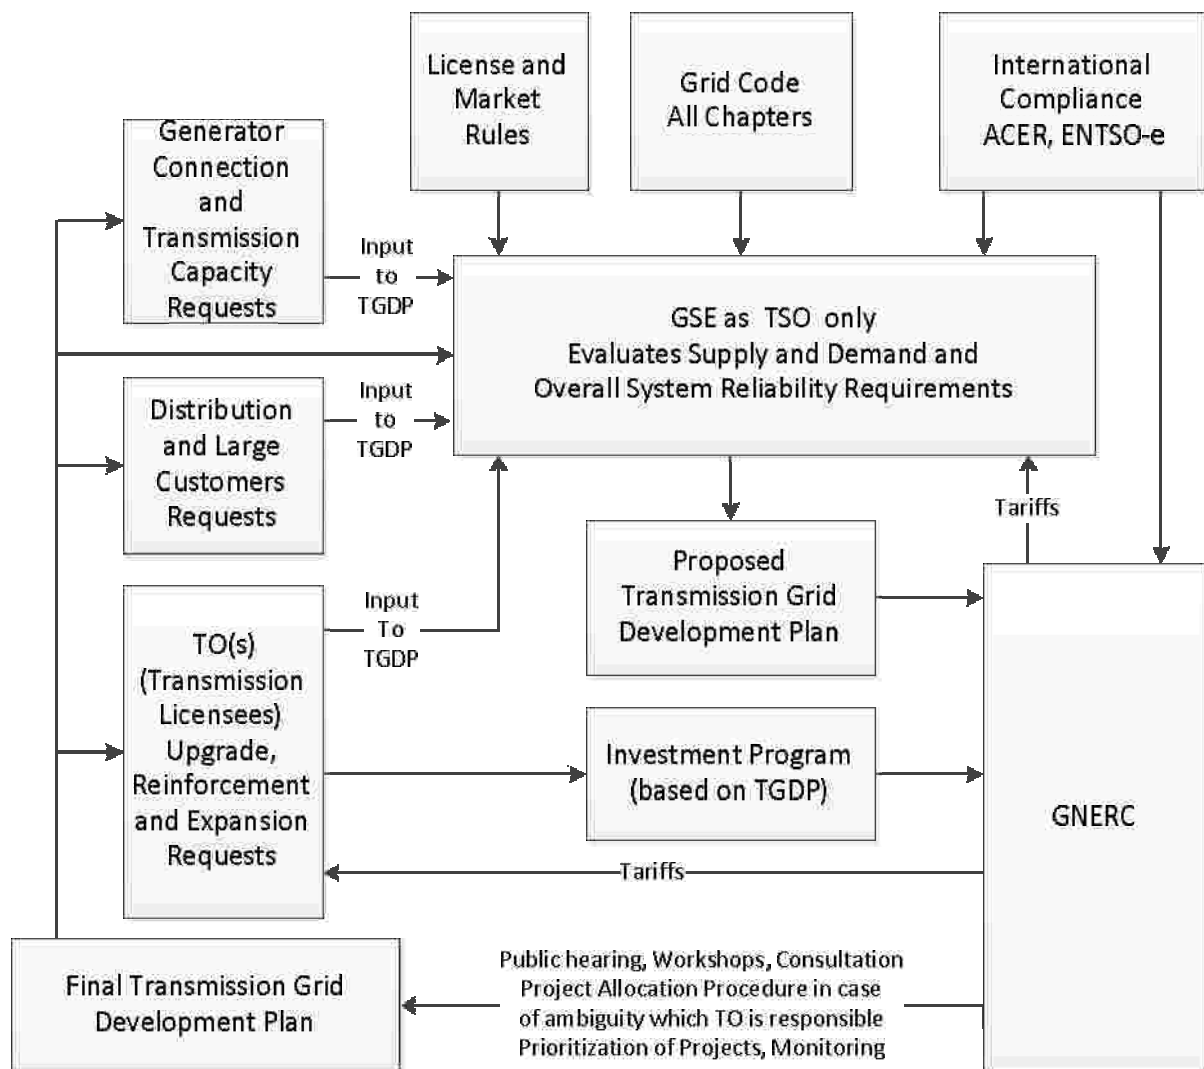 License and
Market
Rules
Grid Code
All Chapters
International
Compliance
ACER, ENTSO-e
Generator
Connection
and
Transmission
Capacity
Requests
Input
to
TGDP
GSE as TSO only
Evaluates Supply and Demand and
Overall System Reliability Requirements
Distribution
and Large
Customers
Requests
Input
to
TGDP
Tariffs
Proposed
Transmission Grid
Development Plan
TO(s)
(Transmission
Licensees)
Upgrade,
Reinforcement
and Expansion
Requests
Input
To
TGDP
Investment Program
(based on TGDP)
GNERC
Tariffs
Final Transmission Grid
Development Plan
Public hearing, Workshops, Consultation
Project Allocation Procedure in case
of ambiguity which TO is responsible
Prioritization of Projects, Monitoring